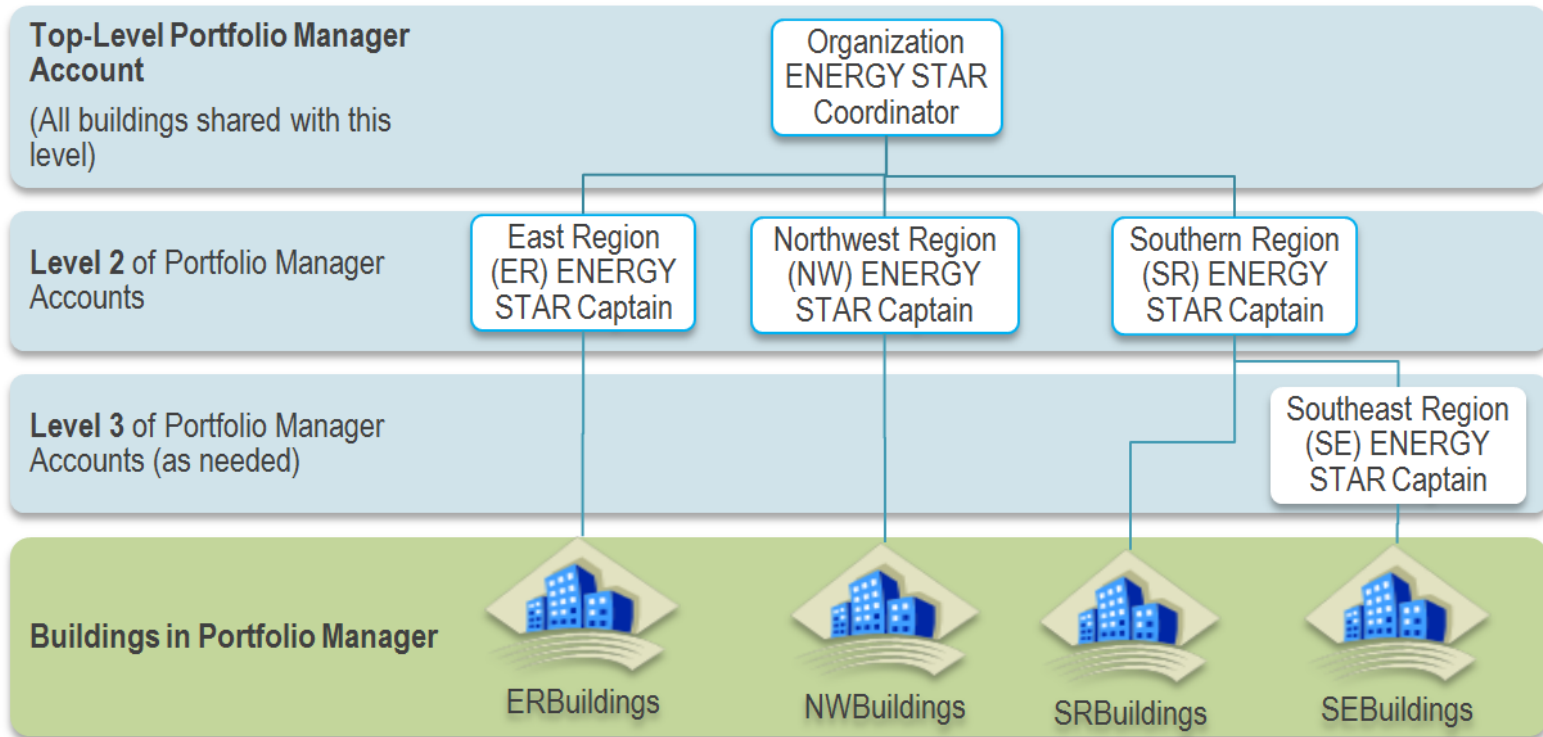 Top-Level Portfolio Manager
Account
(All buildings shared with this
level)
Organization
ENERGY STAR
Coordinator
Level 2 of Portfolio Manager
Accounts
East Region
(ER) ENERGY
STAR Captain
Northwest Region
(NW) ENERGY
STAR Captain
Southern Region
(SR) ENERGY
STAR Captain
Level 3 of Portfolio Manager
Accounts (as needed)
Southeast Region
(SE) ENERGY
STAR Captain
Buildings in Portfolio Manager
ERBuildings
NWBuildings
SRBuildings
SEBuildings